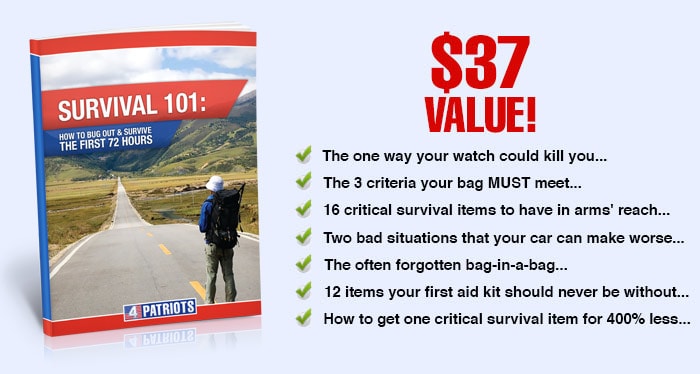 SURVIVAL 101:
HOW TO BUG OUT & SURVIVE
THE FIRST 72 HOURS
4 PATRIOTS
$37
VALUE!
The one way your watch could kill you...
The 3 criteria your bag MUST meet...
16 critical survival items to have in arms' reach...
Two bad situations that your car can make worse...
The often forgotten bag-in-a-bag...
12 items your first aid kit should never be without...
How to get one critical survival item for 400% less...